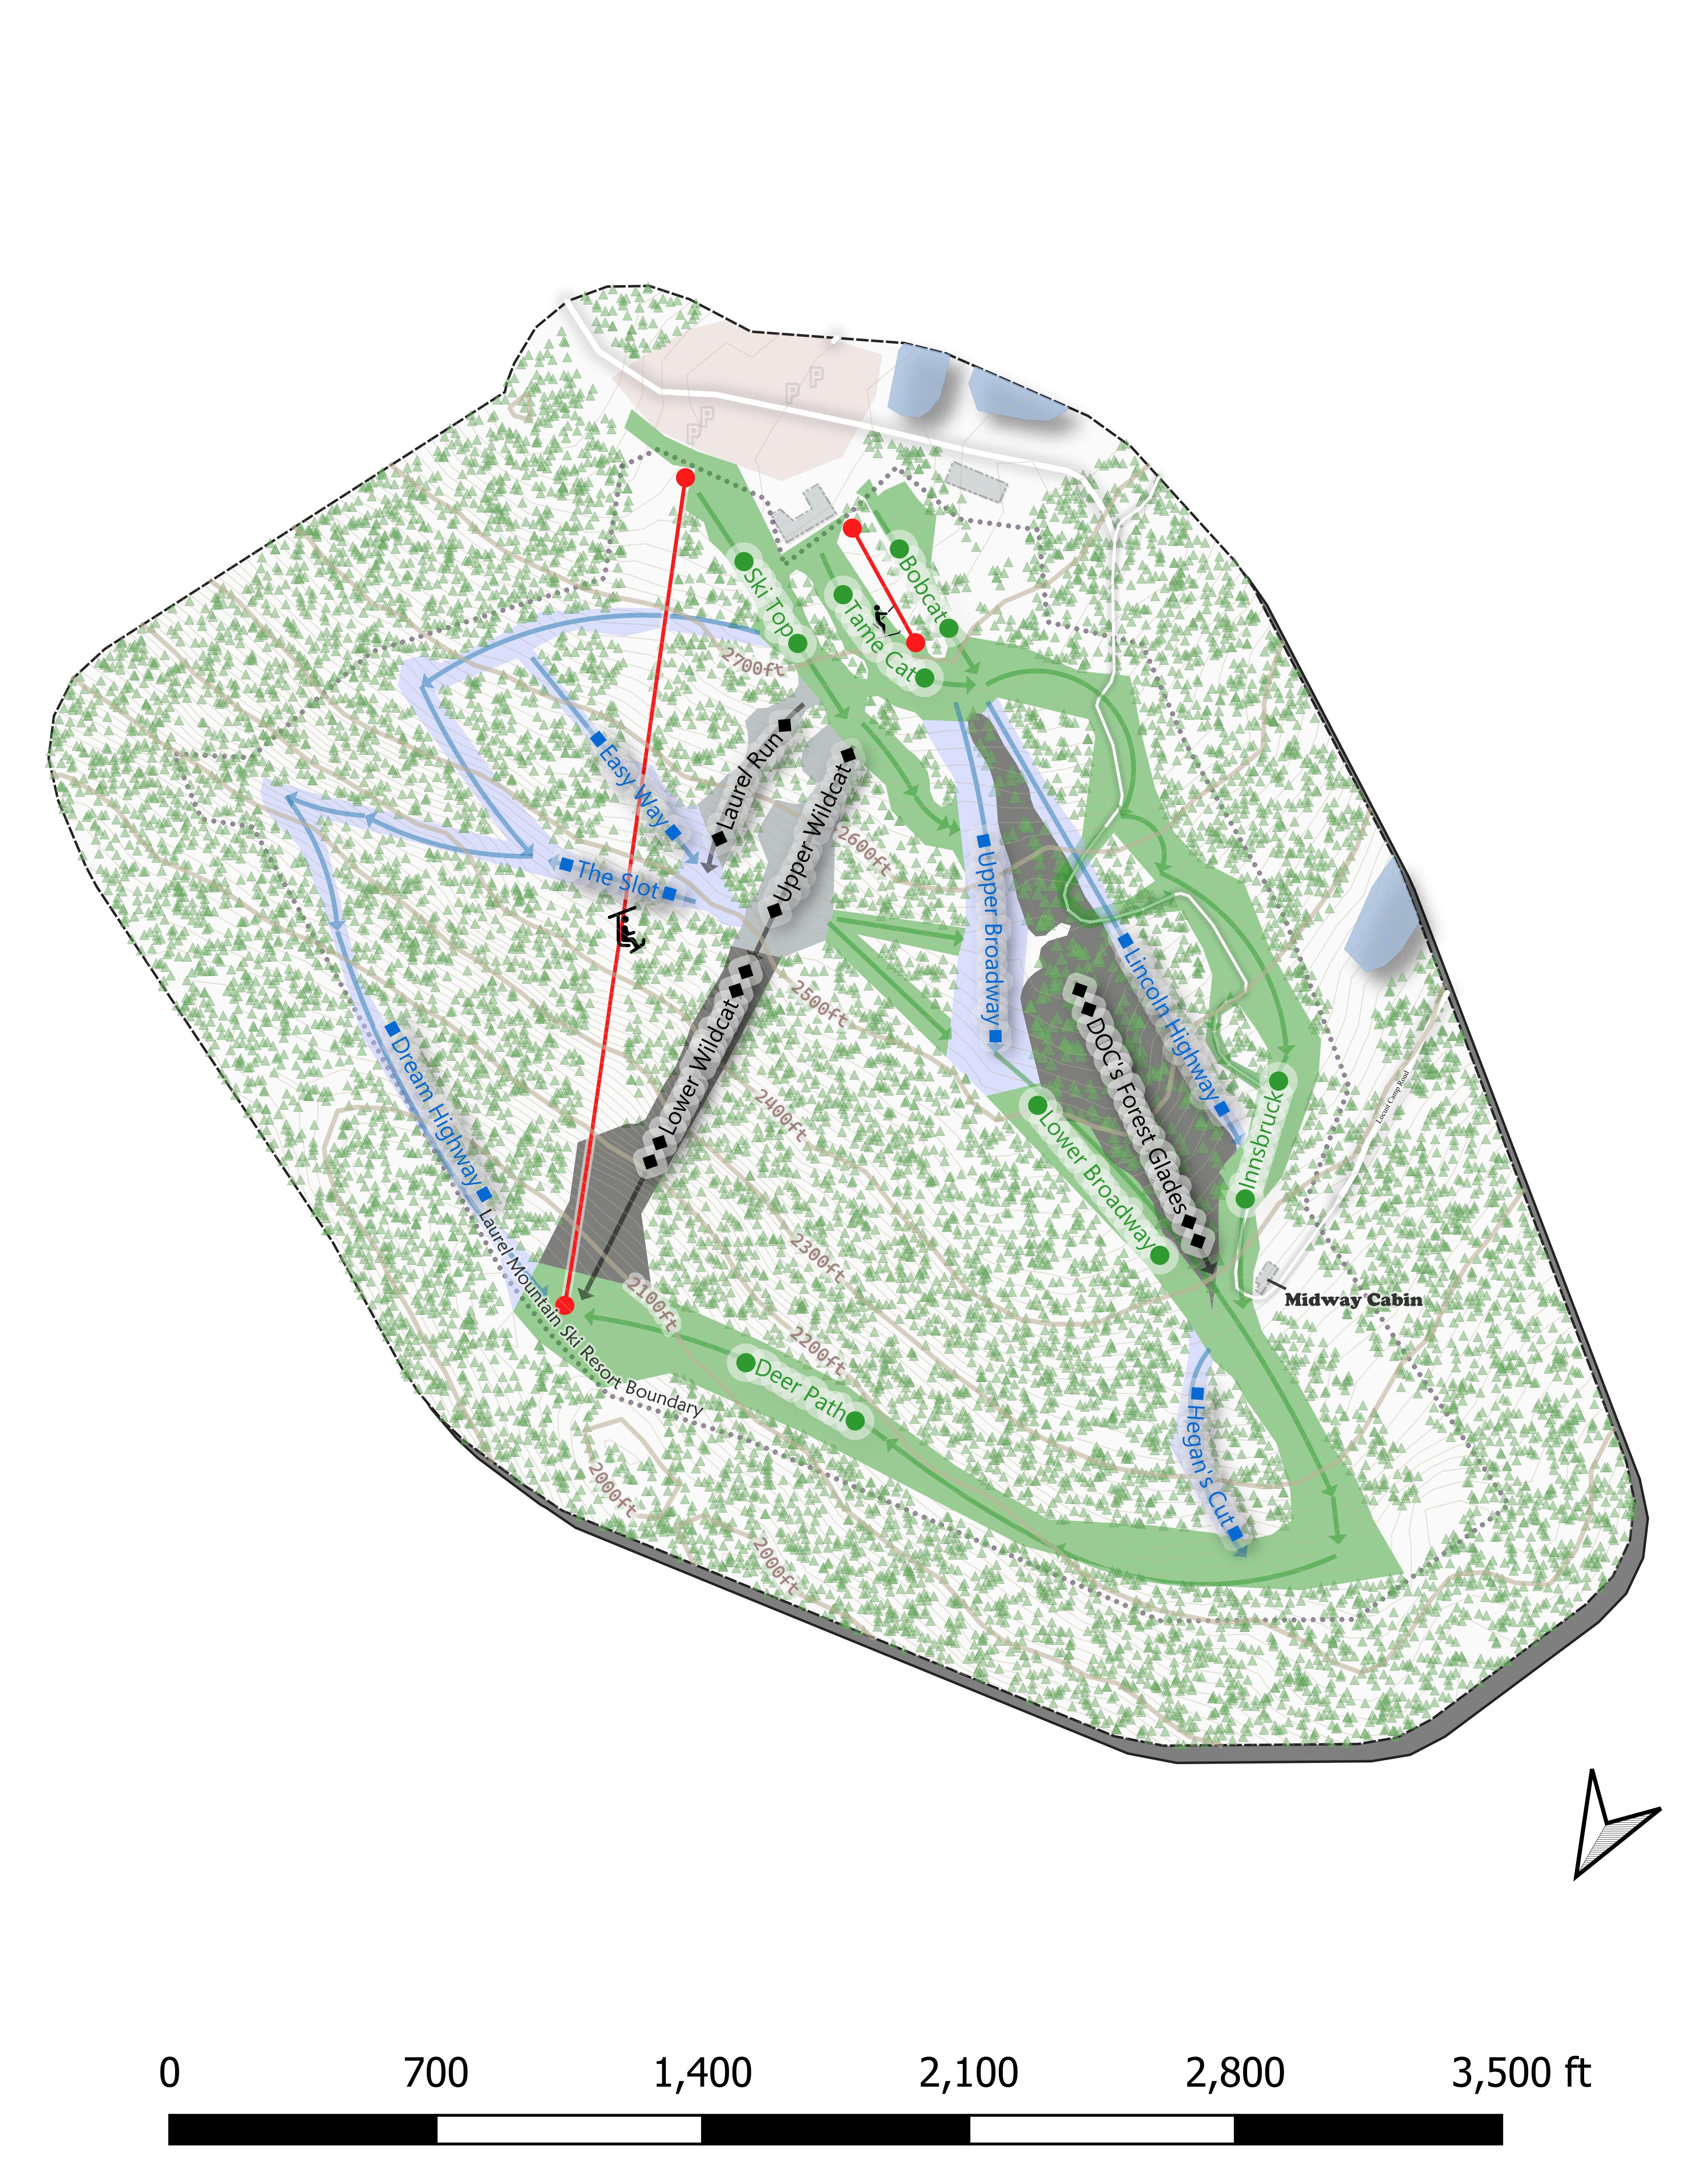 P
P
P
P
Bobcat
Ski Top
Tame Cat
2700ft
Laurel Run
Easy Way
Upper Wildcat
2600ft
The Slot
Upper Broadway
Lincoln Highway
2500ft
Lower Wildcat
DOC's Forest Glades
Dream Highway
2400ft
Locust Camp Road
Innsbruck
Lower Broadway
Laurel Mountain Ski Resort Boundary
2300ft
2100ft
Midway Cabin
2200ft
Deer Path
Hegan's Cut
2000ft
2000ft
0 700 1,400 2,100 2,800 3,500 ft